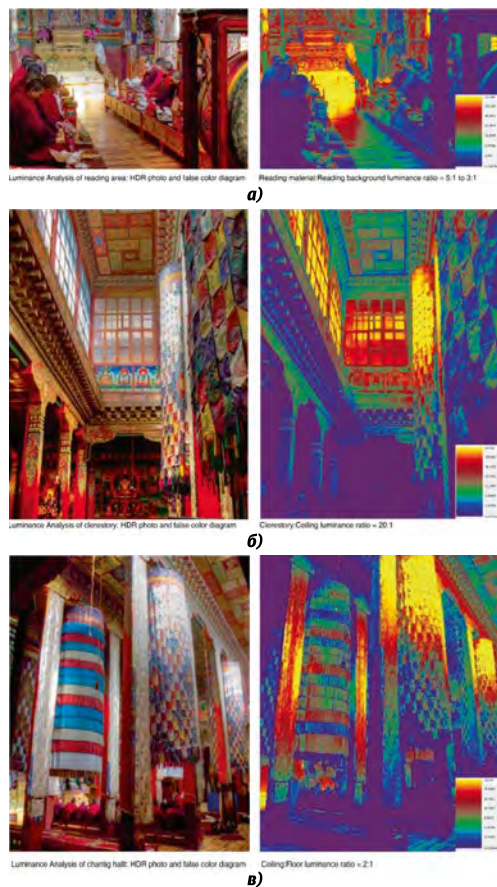 Luminance Analysis of reading area: HDR photo and false color diagram
Reading material:Reading background luminance ratio = 5:1 to 3:1
а)
Luminance Analysis of clerestory: HDR photo and false color diagram
Clerestory:Ceiling luminance ratio = 20:1
б)
Luminance Analysis of chantig hallt: HDR photo and false color diagram
Ceiling:Floor luminance ratio = 2:1
в)